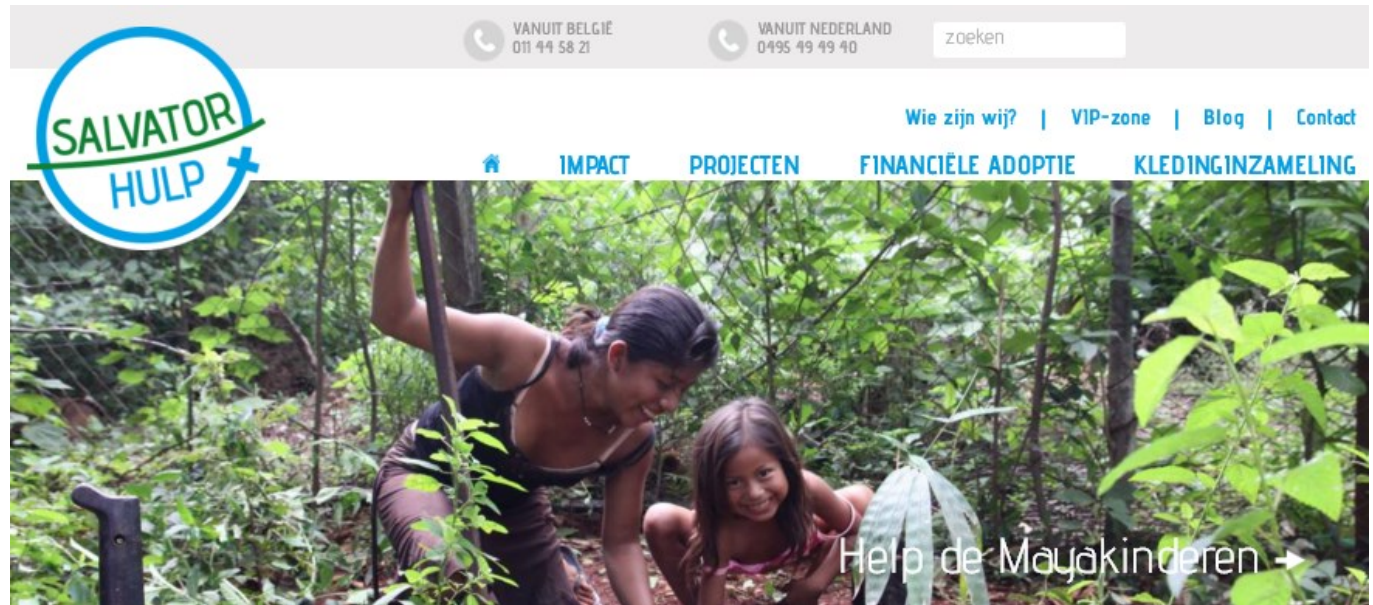 VANUIT BELGIË
011 44 58 21
VANUIT NEDERLAND
0495 49 49 40
zoeken
SALVATOR
HULP
Wie zijn wij? | VIP-zone | Blog | Contact
IMPACT PROJECTEN FINANCIËLE ADOPTIE KLEDINGINZAMELING
Help de Mayakinderen